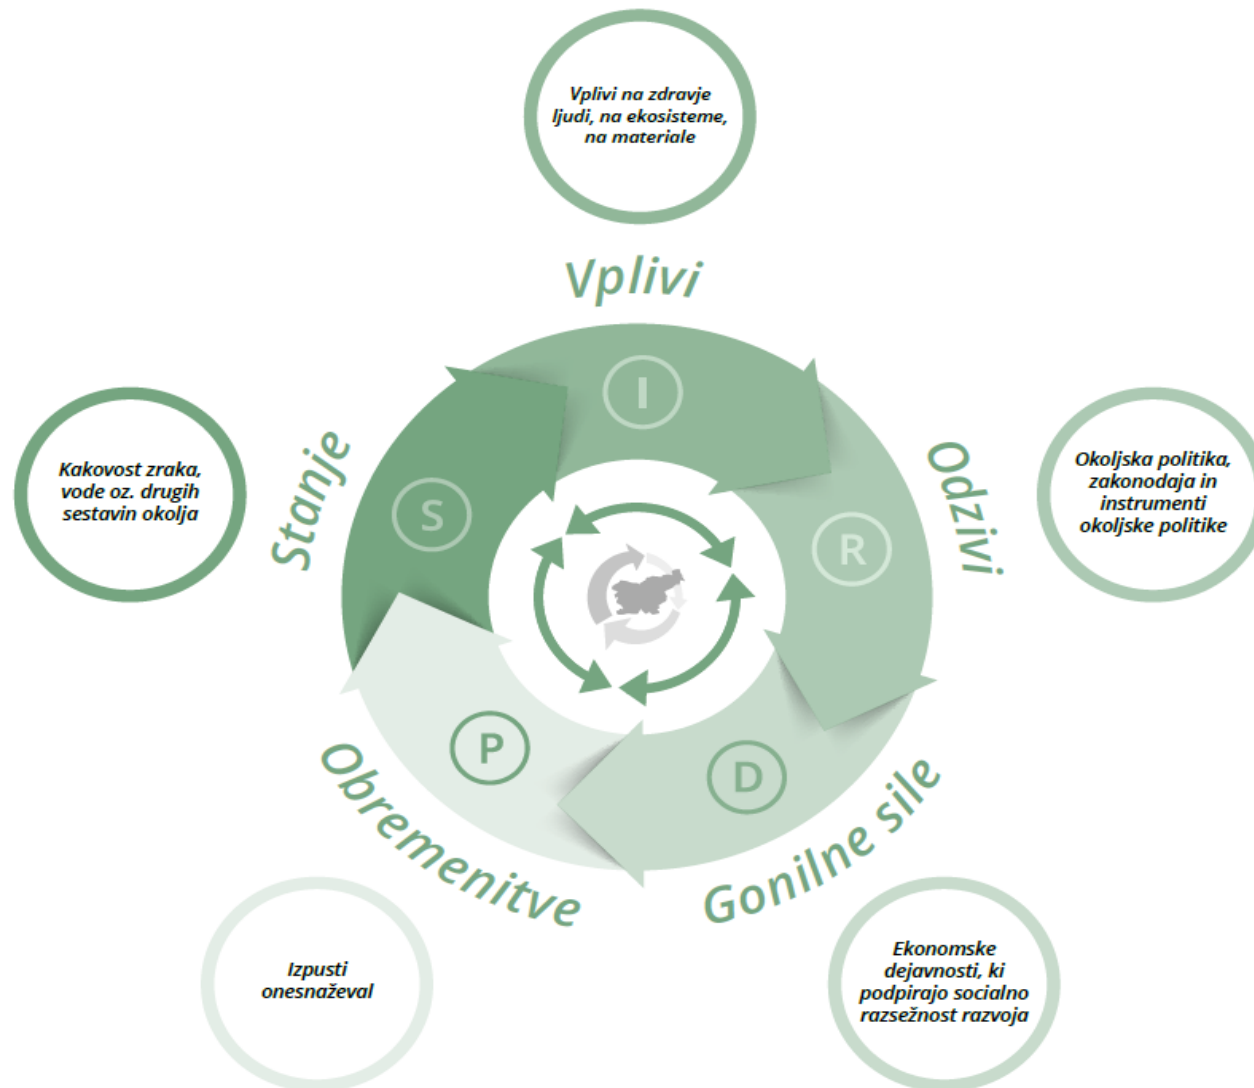 Vplivi na zdravje
ljudi, na ekosisteme,
na materiale
Vplivi
I
Kakovost zraka,
vode oz. drugih
sestavin okolja
Stanje
S
Odzivi
R
Okoljska politika,
zakonodaja in
instrumenti
okoljske politike
P
Obremenitve
D
Gonilne sile
Izpusti
onesnaževal
Ekonomske
dejavnosti, ki
podpirajo socialno
razsežnost razvoja